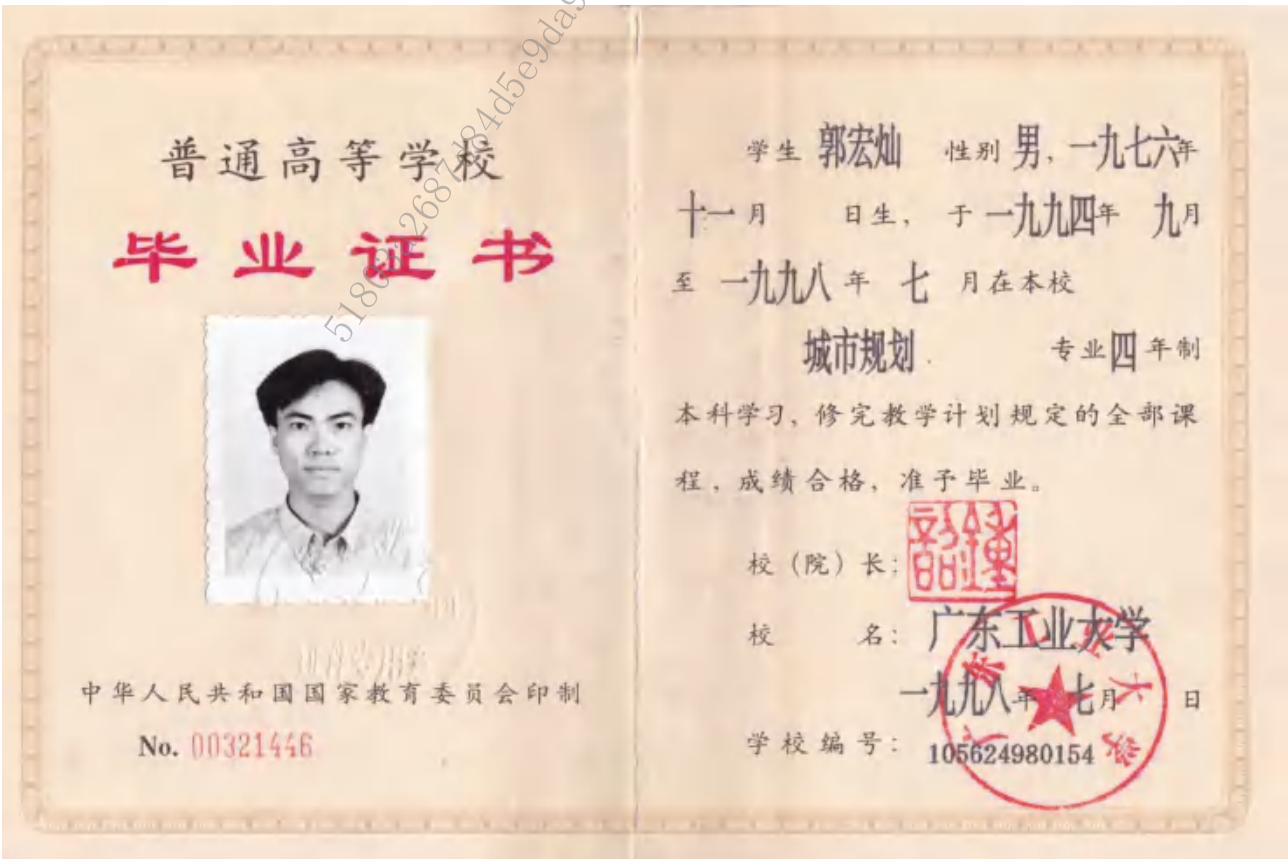 普通高等学校
毕业证书
中华人民共和国国家教育委员会印制
No. 00321446
学生 郭宏灿 性别 男，一九七六年
十一月 日生，于一九九四年 九月
至 一九九八年 七 月在本校
城市规划 专业四年制
本科学习，修完教学计划规定的全部课
程，成绩合格，准予毕业。
校（院）长：
校 名：广东工业大学
一九九八年 七月 日
学校编号：105624980154
广东工业大学